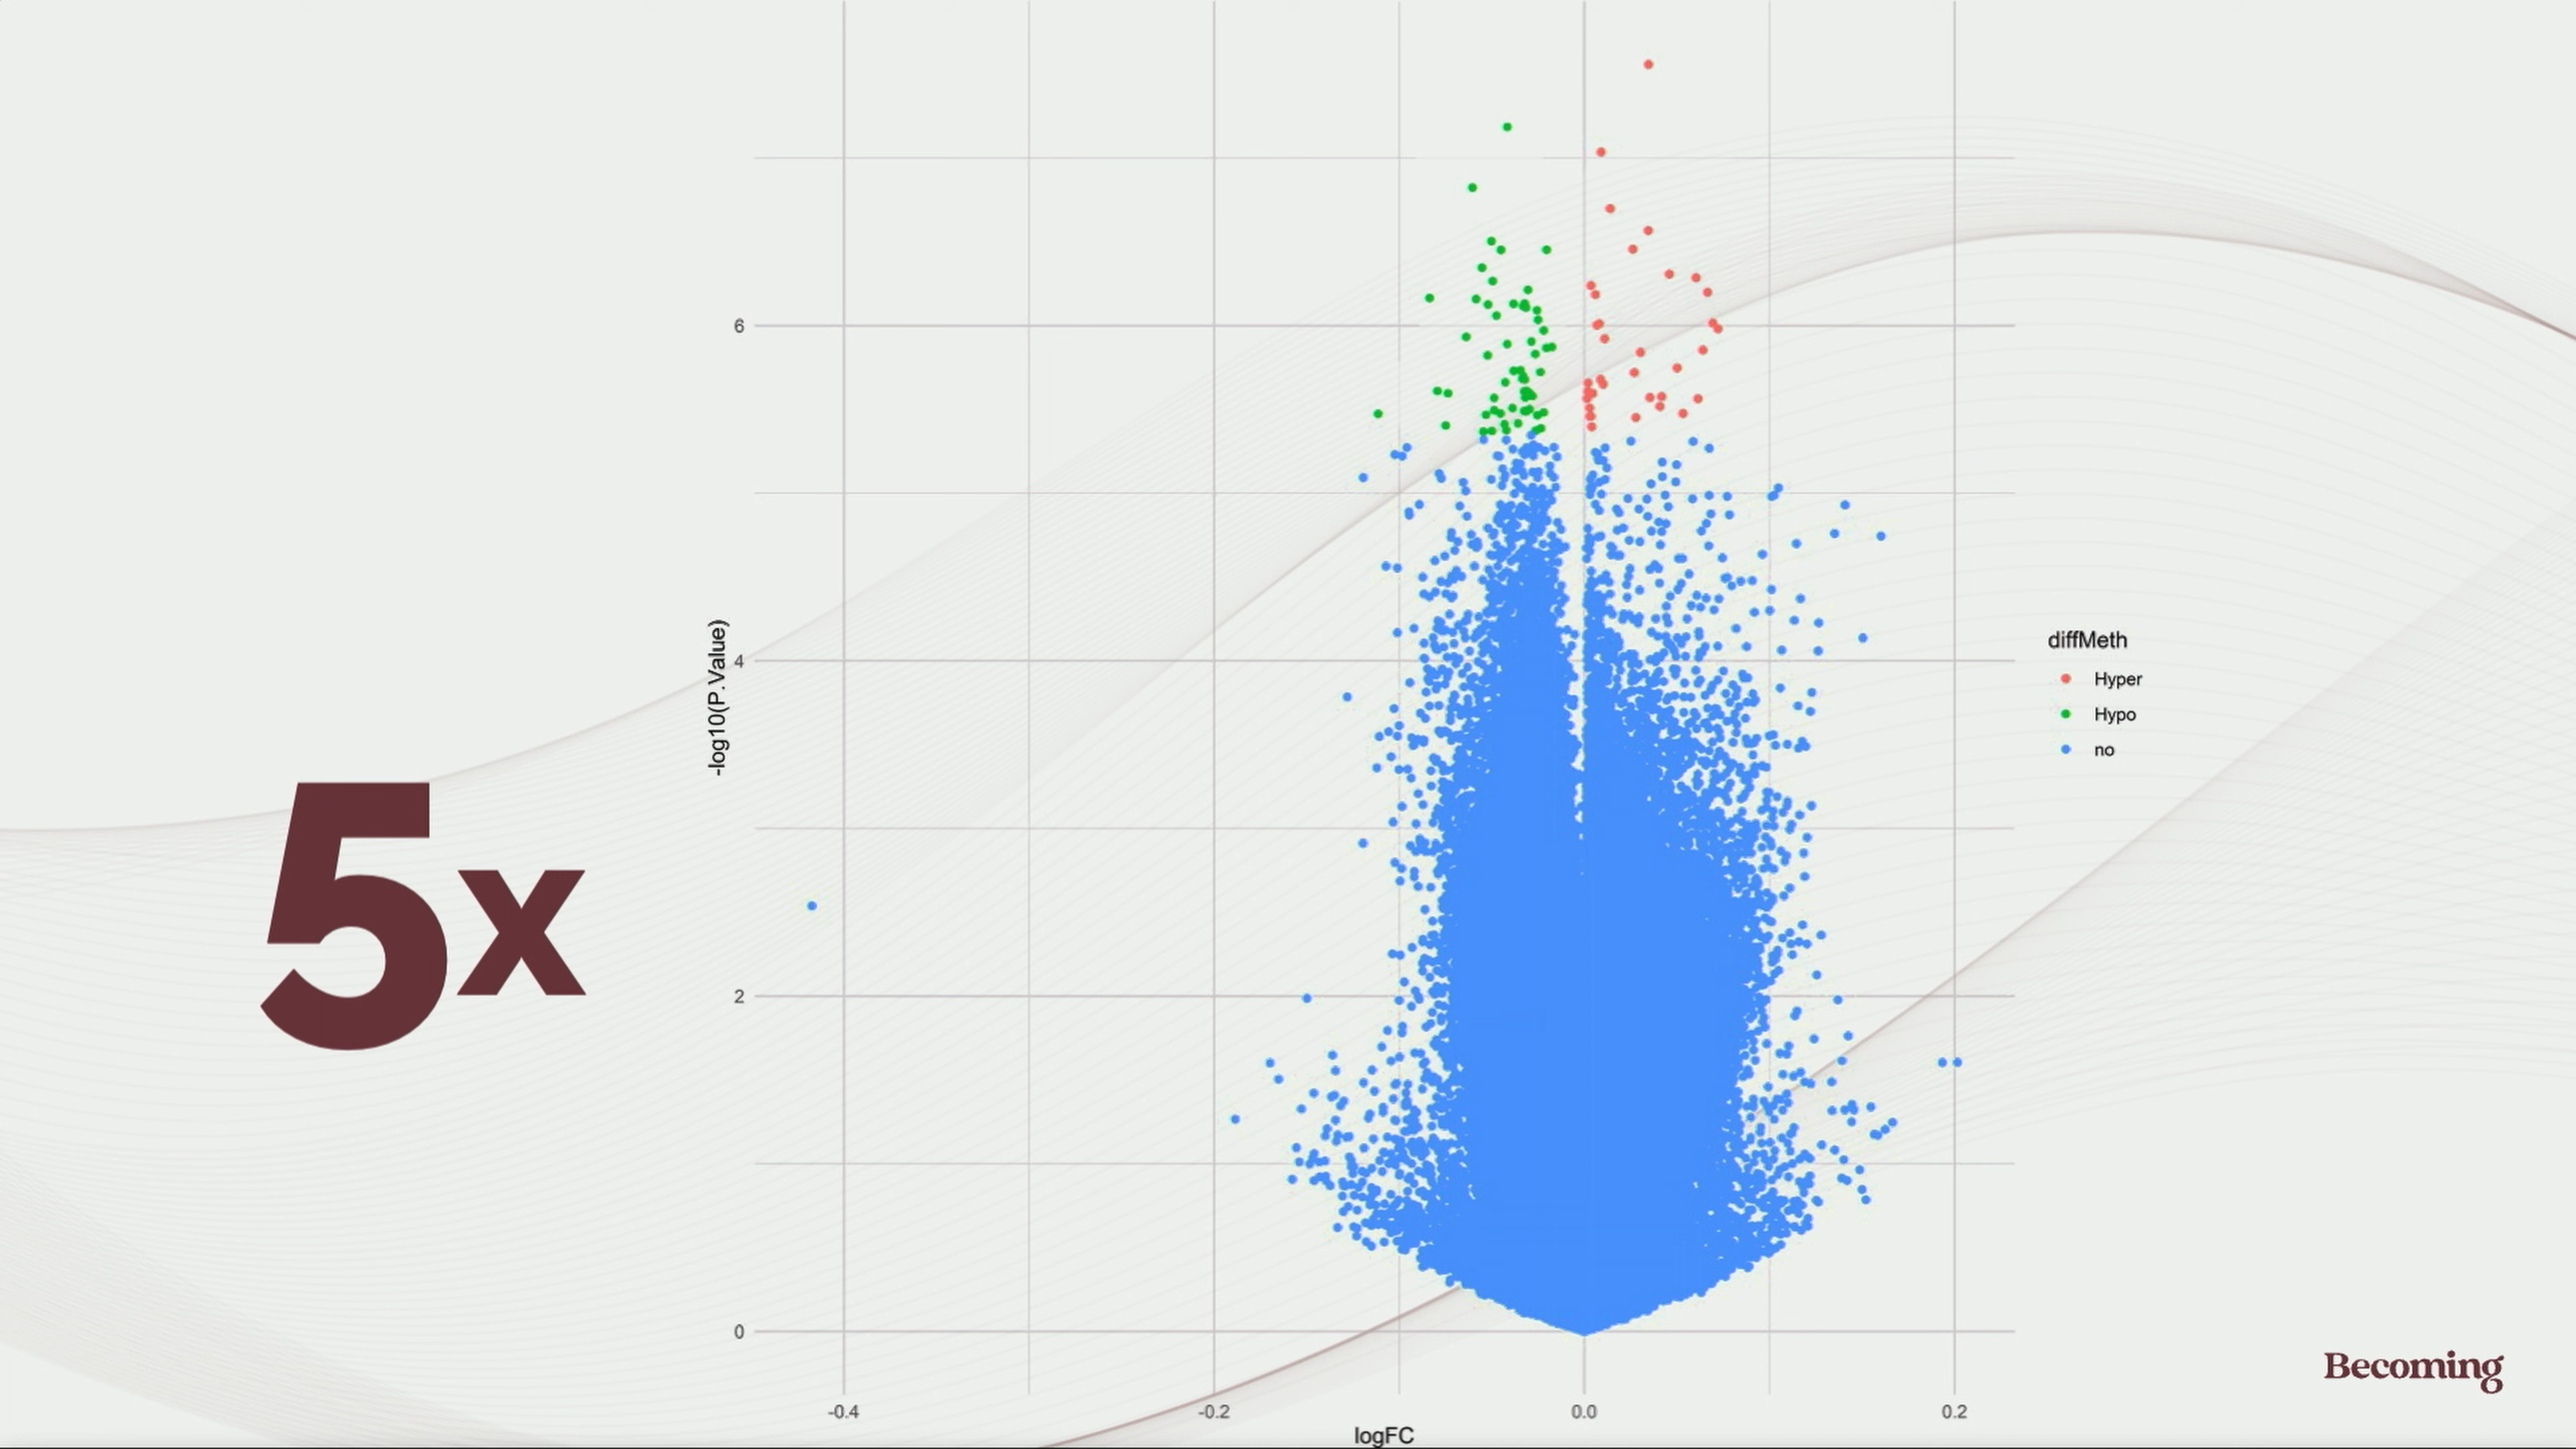 5x
6
4
2
0
-log10(P.Value)
-0.4
-0.2
0.0
0.2
logFC
diffMeth
Hyper
Hypo
no
Becoming